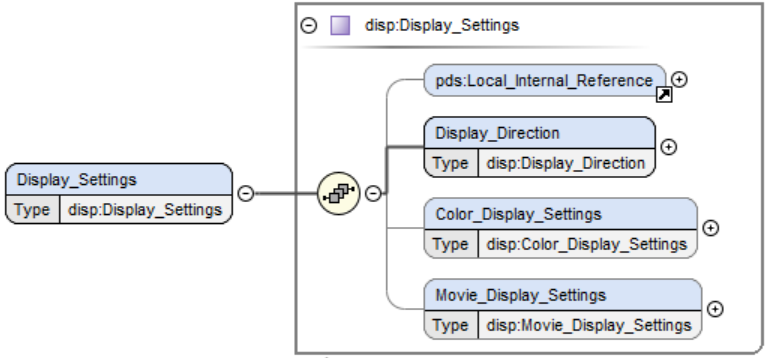 disp:Display_Settings
pds:Local_Internal_Reference
Display_Direction
Type disp:Display_Direction
Display_Settings
Type disp:Display_Settings
Color_Display_Settings
Type disp:Color_Display_Settings
Movie_Display_Settings
Type disp:Movie_Display_Settings